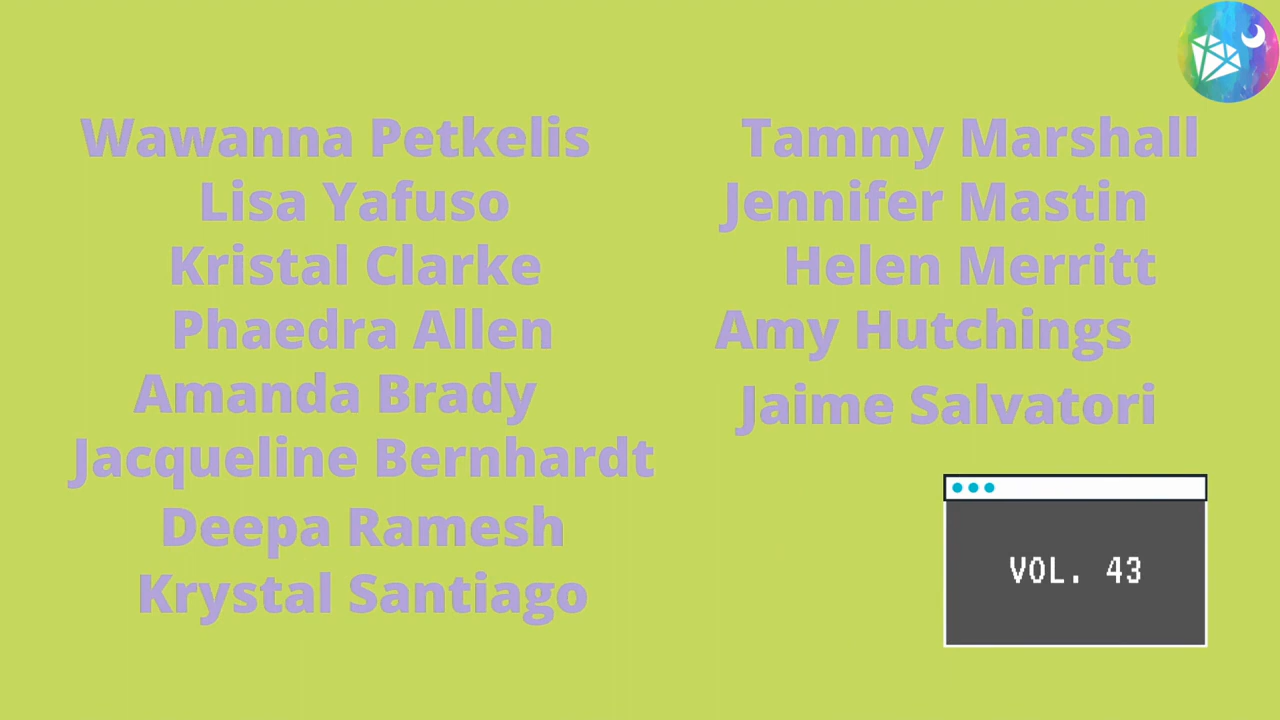 Wawanna Petkelis
Lisa Yafuso
Kristal Clarke
Phaedra Allen
Amanda Brady
Jacqueline Bernhardt
Deepa Ramesh
Krystal Santiago
Tammy Marshall
Jennifer Mastin
Helen Merritt
Amy Hutchings
Jaime Salvatori
VOL. 43